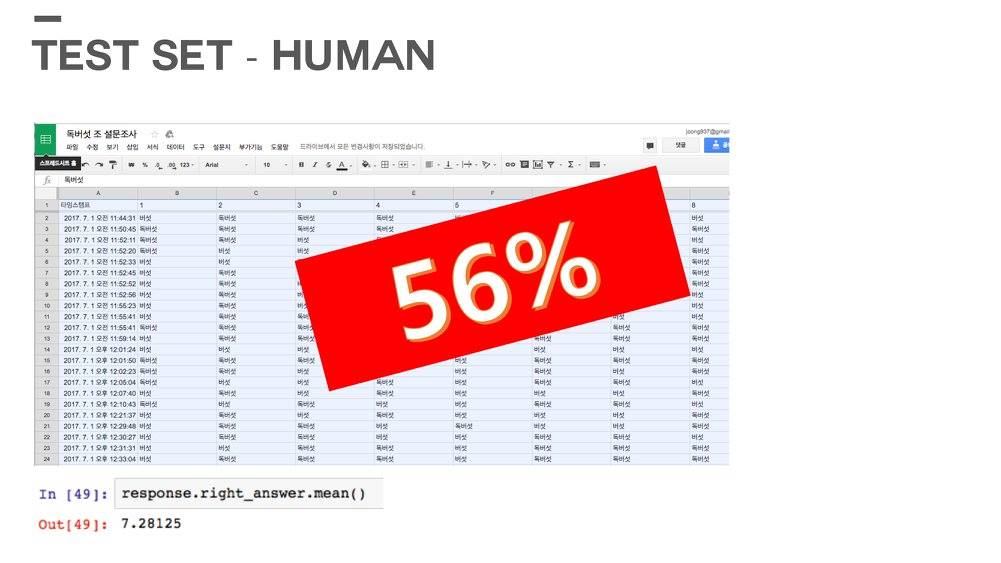 TEST SET - HUMAN
독버섯 조 설문조사
joong937@gmail
파일 수정 보기 삽입 서식 데이터 도구 설문지 부가기능 도움말 드라이브에서 모든 변경사항이 저장되었습니다.
댓글
스프레드시트 홈
% .0 .00 123 Arial 10 B I S A
fx 독버섯
A B C D E F
1 타임스탬프 1 2 3 4 5 8
2 2017. 7. 1 오전 11:44:31 버섯 독버섯 독버섯 독버섯 버섯
3 2017. 7. 1 오전 11:50:45 독버섯 독버섯 독버섯 독버섯 독버섯
4 2017. 7. 1 오전 11:52:11 독버섯 독버섯 버섯 독버섯
5 2017. 7. 1 오전 11:52:20 독버섯 버섯 버섯 독버섯
6 2017. 7. 1 오전 11:52:33 버섯 버섯 버섯
7 2017. 7. 1 오전 11:52:45 버섯 독버섯 독버섯
8 2017. 7. 1 오전 11:52:52 독버섯 독버섯 독버섯
9 2017. 7. 1 오전 11:52:56 독버섯 버섯 버섯
10 2017. 7. 1 오전 11:55:23 버섯 독버섯 독버섯
11 2017. 7. 1 오전 11:55:41 버섯 독버섯 버섯 독버섯
12 2017. 7. 1 오전 11:55:41 독버섯 독버섯 독버섯 독버섯
13 2017. 7. 1 오전 11:59:14 버섯 독버섯 독버섯 독버섯 독버섯
14 2017. 7. 1 오후 12:01:24 버섯 버섯 버섯 버섯 버섯
15 2017. 7. 1 오후 12:01:50 독버섯 독버섯 버섯 독버섯 독버섯 독버섯
16 2017. 7. 1 오후 12:02:23 버섯 독버섯 버섯 버섯 독버섯 독버섯
17 2017. 7. 1 오후 12:05:04 독버섯 버섯 독버섯 버섯 독버섯 독버섯 독버섯
18 2017. 7. 1 오후 12:07:40 버섯 독버섯 독버섯 버섯 버섯 독버섯 독버섯 버섯
19 2017. 7. 1 오후 12:10:43 독버섯 독버섯 독버섯 독버섯 버섯 독버섯 독버섯 독버섯
20 2017. 7. 1 오후 12:21:37 버섯 독버섯 독버섯 버섯 버섯 독버섯 독버섯 버섯
21 2017. 7. 1 오후 12:29:48 버섯 독버섯 버섯 버섯 독버섯 버섯 독버섯 독버섯
22 2017. 7. 1 오후 12:30:27 버섯 독버섯 버섯 버섯 버섯 독버섯 버섯 버섯
23 2017. 7. 1 오후 12:31:31 버섯 독버섯 독버섯 독버섯 버섯 독버섯 독버섯 독버섯
24 2017. 7. 1 오후 12:33:04 버섯 독버섯 독버섯 버섯 버섯 독버섯 독버섯 독버섯
56%
In [49]: response.right_answer.mean()
Out[49]: 7.28125